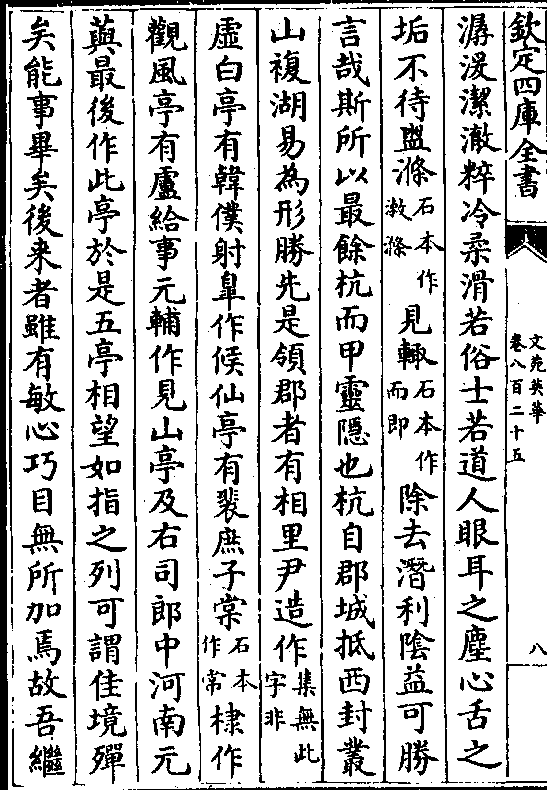 欽定四庫全書
文苑英華
卷八百二十五
八
潺湲潔澈粹冷柔滑若俗士若道人眼耳之塵心舌之
垢不待盥滌石本作漱滌見輙石本作而即除去潛利隂益可勝
言哉斯所以最餘杭而甲靈隠也杭自郡城抵西封叢
山複湖易為形勝先是領郡者有相里尹造作集無此字非
虚白亭有韓僕射臯作候仙亭有裴庶子棠石本作常棣作
觀風亭有盧給事元輔作見山亭及右司郎中河南元
藇最後作此亭於是五亭相望如指之列可謂佳境殫
矣能事畢矣後来者雖有敏心巧目無所加焉故吾繼